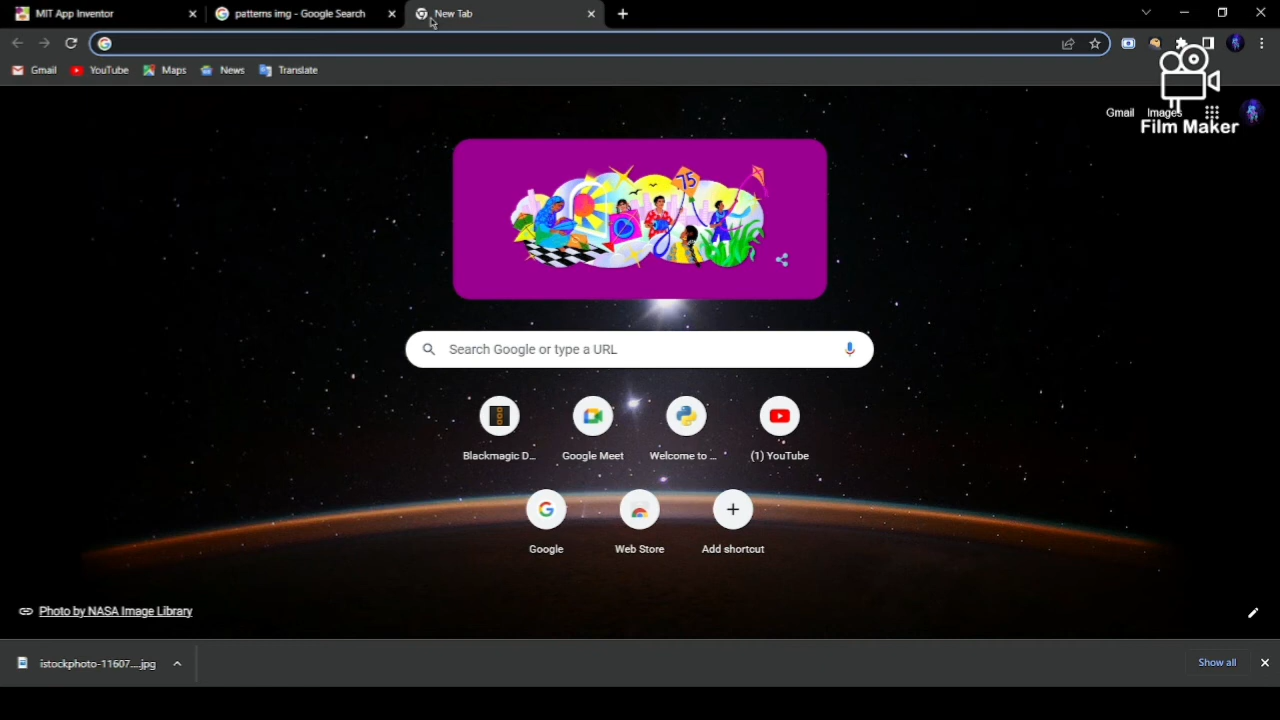 MIT App Inventor
patterns img - Google Search
New Tab
Gmail
YouTube
Maps
News
Translate
Gmail
Images
Film Maker
75
Search Google or type a URL
Blackmagic D...
Google Meet
Welcome to ...
(1) YouTube
Google
Web Store
Add shortcut
Photo by NASA Image Library
istockphoto-11607....jpg
Show all